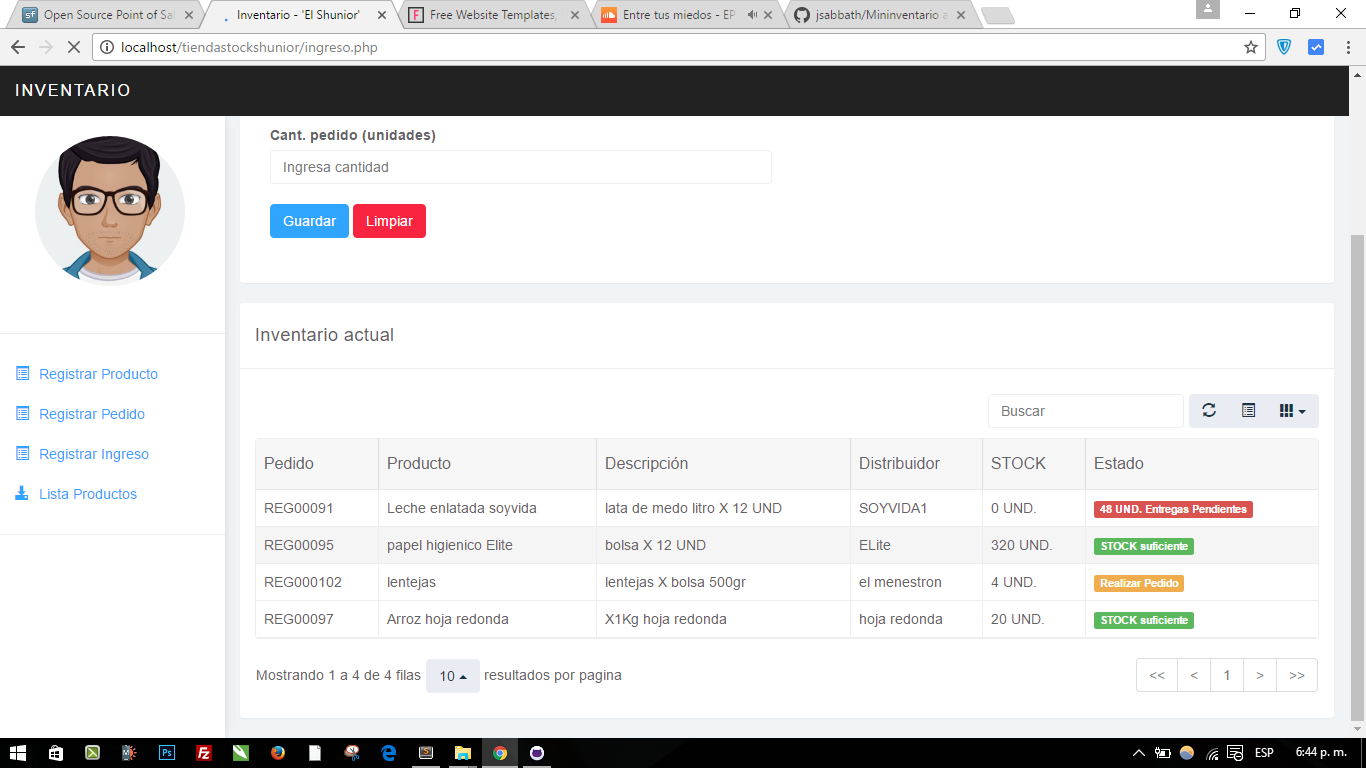 Open Source Point of Sal
Inventario - 'El Shunior'
Free Website Templates,
Entre tus miedos - EP
jsabbath/Mininventario a
localhost/tiendastockshunior/ingreso.php
INVENTARIO
Cant. pedido (unidades)
Ingresa cantidad
Guardar Limpiar
Registrar Producto
Registrar Pedido
Registrar Ingreso
Lista Productos
Inventario actual
Buscar
Pedido Producto Descripción Distribuidor STOCK Estado
REG00091 Leche enlatada soyvida lata de medo litro X 12 UND SOYVIDA1 0 UND. 48 UND. Entregas Pendientes
REG00095 papel higienico Elite bolsa X 12 UND ELite 320 UND. STOCK suficiente
REG000102 lentejas lentejas X bolsa 500gr el menestron 4 UND. Realizar Pedido
REG00097 Arroz hoja redonda X1Kg hoja redonda hoja redonda 20 UND. STOCK suficiente
Mostrando 1 a 4 de 4 filas 10 resultados por pagina
<< < 1 > >>
ESP 6:44 p. m.